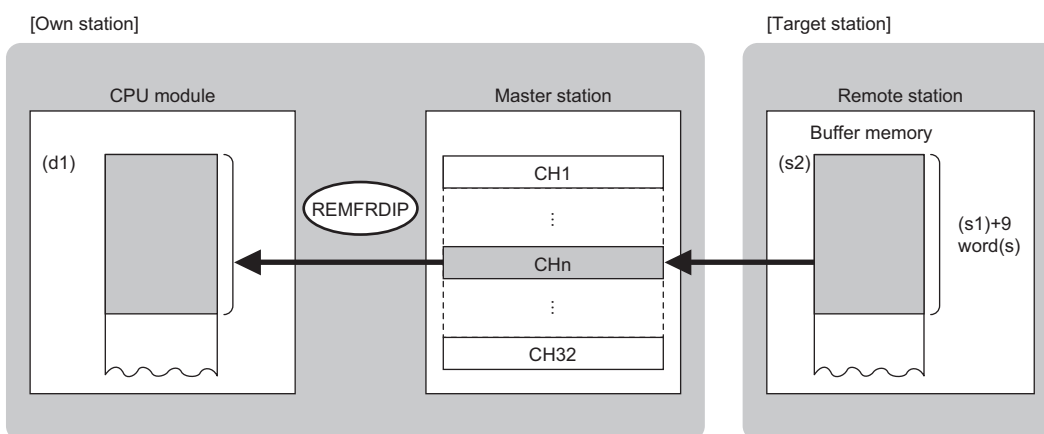 [Own station]
[Target station]
CPU module
Master station
Remote station
Buffer memory
(d1)
(s2)
CH1
REMFRDIP
⋮
(s1)+9
word(s)
CHn
⋮
CH32